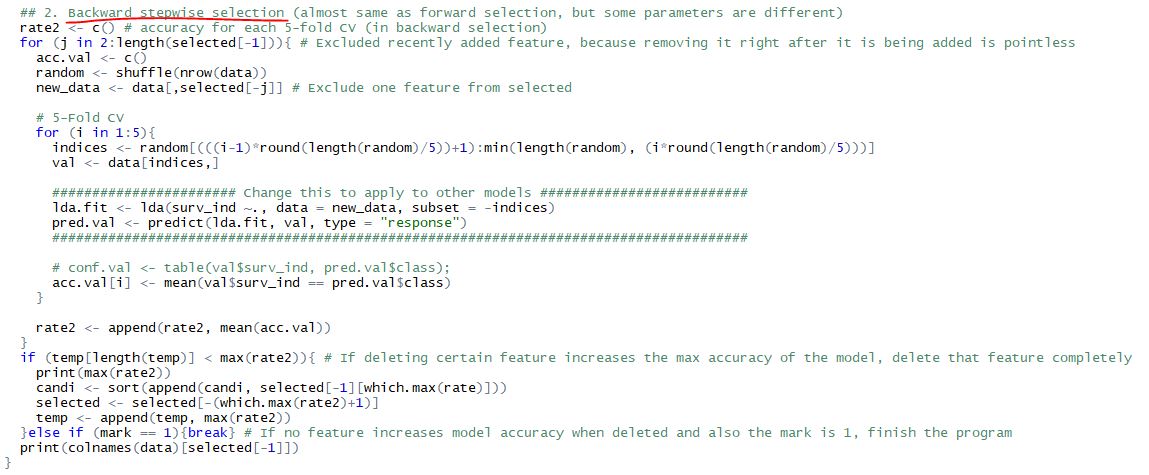 ## 2. Backward stepwise selection (almost same as forward selection, but some parameters are different)
rate2 <- c() # accuracy for each 5-fold CV (in backward selection)
for (j in 2:length(selected[-1])){ # Excluded recently added feature, because removing it right after it is being added is pointless
acc.val <- c()
random <- shuffle(nrow(data))
new_data <- data[,selected[-j]] # Exclude one feature from selected
# 5-Fold CV
for (i in 1:5){
indices <- random[(((i-1)*round(length(random)/5))+1):min(length(random), (i*round(length(random)/5)))]
val <- data[indices,]
####################### Change this to apply to other models ##########################
lda.fit <- lda(surv_ind ~., data = new_data, subset = -indices)
pred.val <- predict(lda.fit, val, type = "response")
#######################################################################################
# conf.val <- table(val$surv_ind, pred.val$class);
acc.val[i] <- mean(val$surv_ind == pred.val$class)
}
rate2 <- append(rate2, mean(acc.val))
}
if (temp[length(temp)] < max(rate2)){ # If deleting certain feature increases the max accuracy of the model, delete that feature completely
print(max(rate2))
candi <- sort(append(candi, selected[-1][which.max(rate)]))
selected <- selected[-(which.max(rate2)+1)]
temp <- append(temp, max(rate2))
}else if (mark == 1){break} # If no feature increases model accuracy when deleted and also the mark is 1, finish the program
print(colnames(data)[selected[-1]])
}